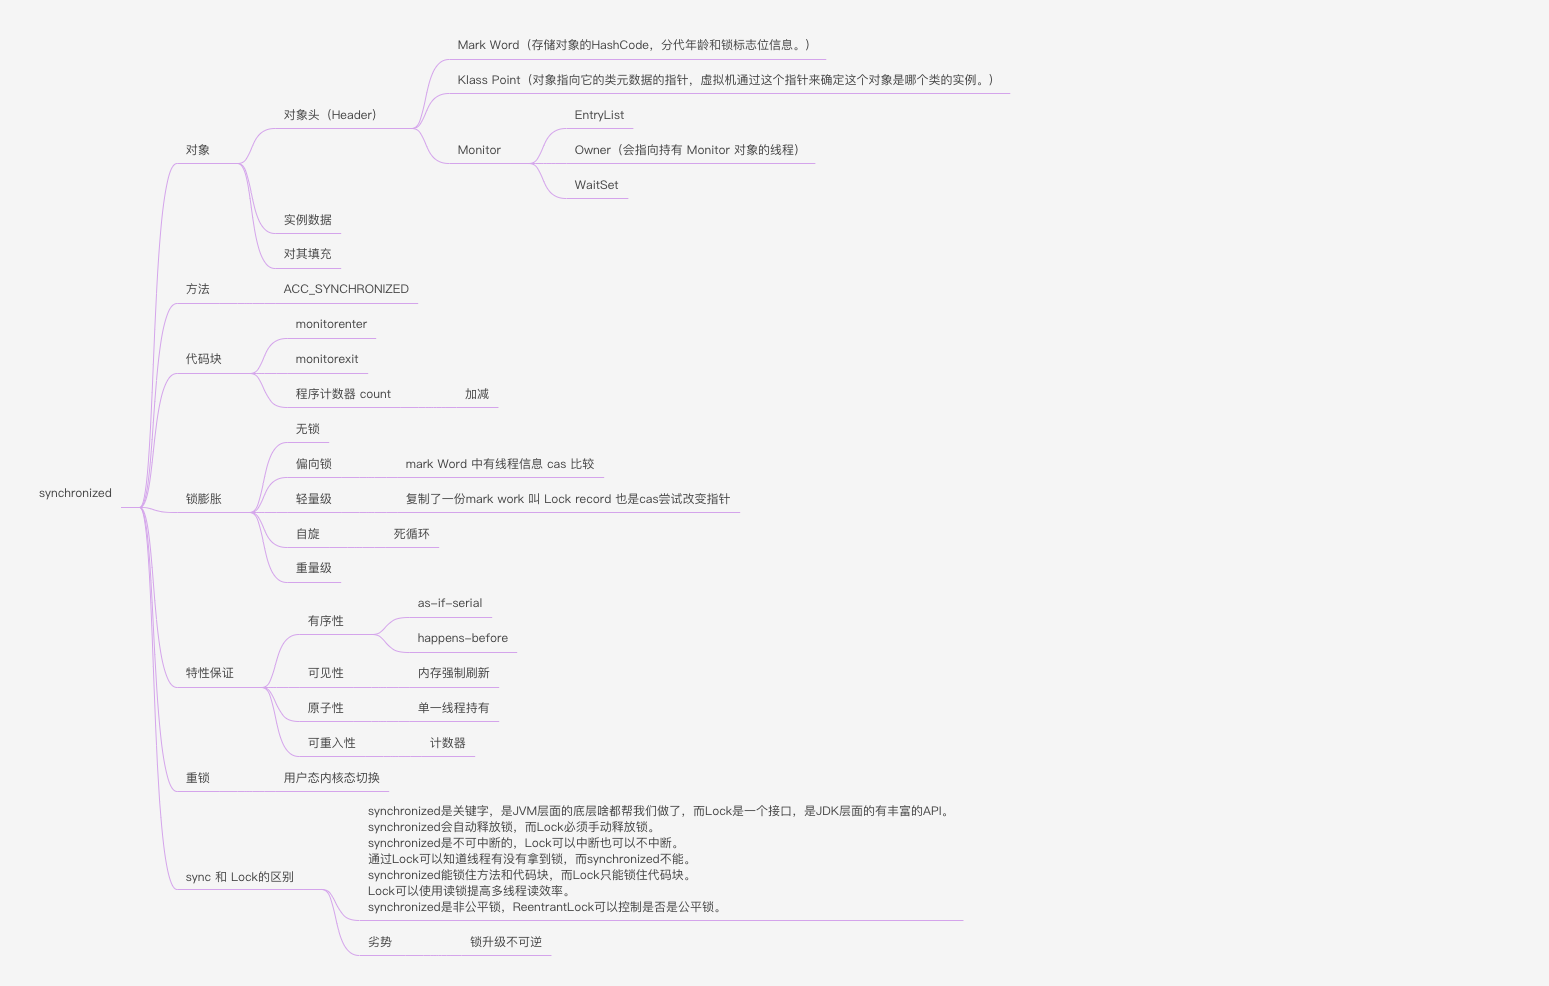 Mark Word（存储对象的HashCode，分代年龄和锁标志位信息。）
Klass Point（对象指向它的类元数据的指针，虚拟机通过这个指针来确定这个对象是哪个类的实例。）
对象头（Header）
EntryList
对象
Monitor
Owner（会指向持有 Monitor 对象的线程）
WaitSet
实例数据
对其填充
方法
ACC_SYNCHRONIZED
monitorenter
代码块
monitorexit
程序计数器 count
加减
无锁
偏向锁
mark Word 中有线程信息 cas 比较
synchronized
锁膨胀
轻量级
复制了一份mark work 叫 Lock record 也是cas尝试改变指针
自旋
死循环
重量级
as-if-serial
有序性
happens-before
特性保证
可见性
内存强制刷新
原子性
单一线程持有
可重入性
计数器
重锁
用户态内核态切换
synchronized是关键字，是JVM层面的底层啥都帮我们做了，而Lock是一个接口，是JDK层面的有丰富的API。
synchronized会自动释放锁，而Lock必须手动释放锁。
synchronized是不可中断的，Lock可以中断也可以不中断。
通过Lock可以知道线程有没有拿到锁，而synchronized不能。
sync 和 Lock的区别
synchronized能锁住方法和代码块，而Lock只能锁住代码块。
Lock可以使用读锁提高多线程读效率。
synchronized是非公平锁，ReentrantLock可以控制是否是公平锁。
劣势
锁升级不可逆